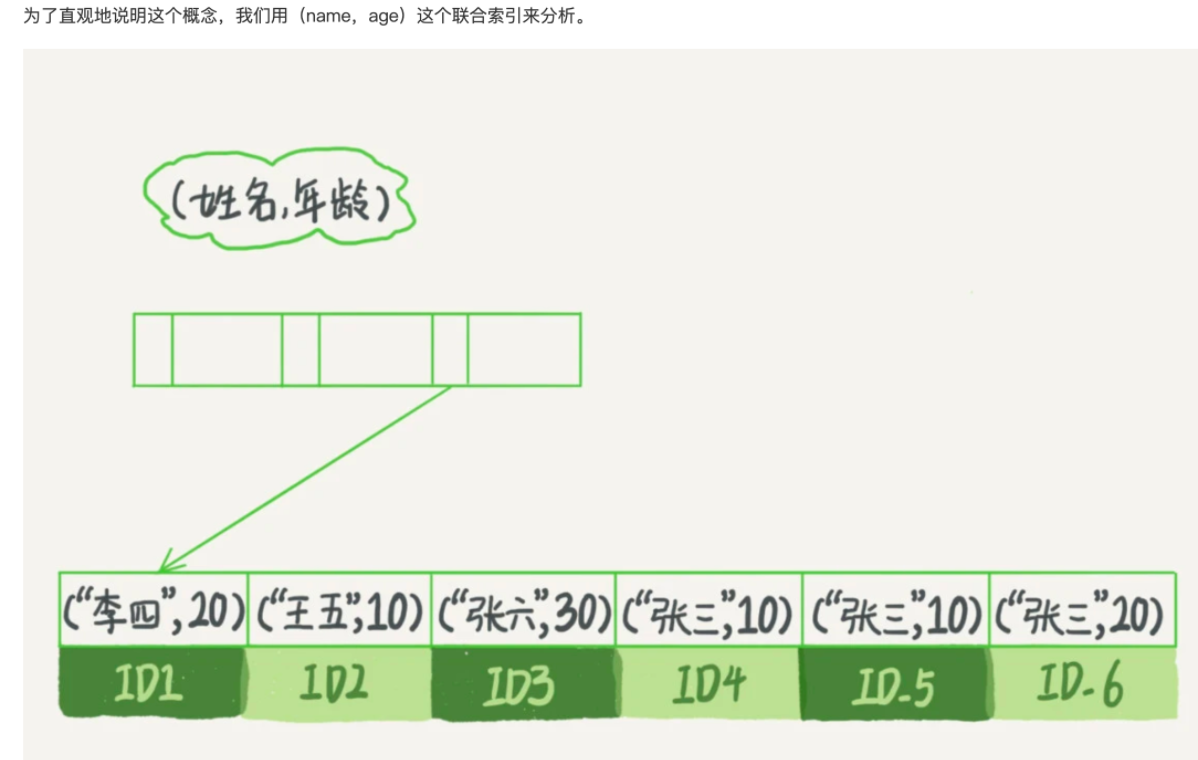 为了直观地说明这个概念，我们用（name，age）这个联合索引来分析。
(姓名,年龄)
("李四",20) ("王五",10) ("张六",30) ("张三",10) ("张三",10) ("张三",20)
ID1 ID2 ID3 ID4 ID-5 ID-6